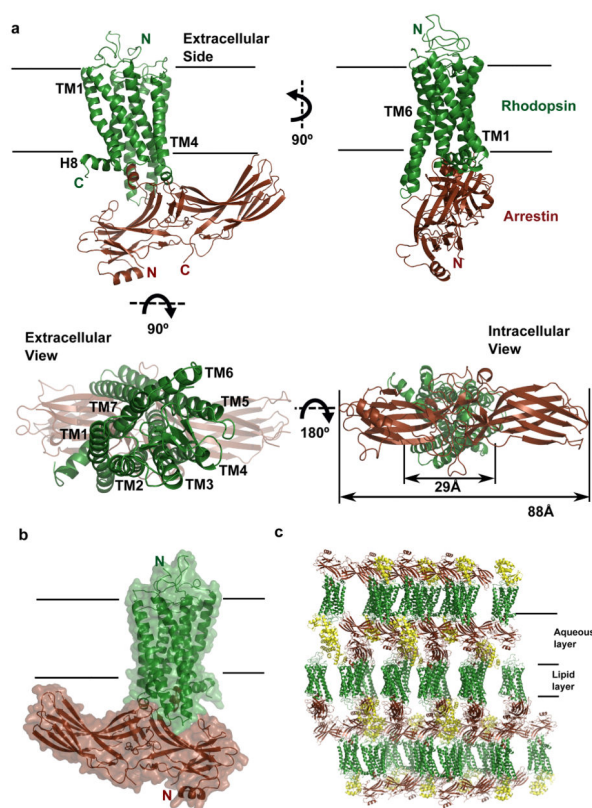 a
N
Extracellular
Side
TM1
TM4
H8
C
N
C
90º
N
TM6
TM1
Rhodopsin
Arrestin
N
90º
Extracellular
View
TM6
TM7
TM5
TM1
TM4
TM2
TM3
180º
Intracellular
View
29Å
88Å
b
N
N
c
Aqueous
layer
Lipid
layer